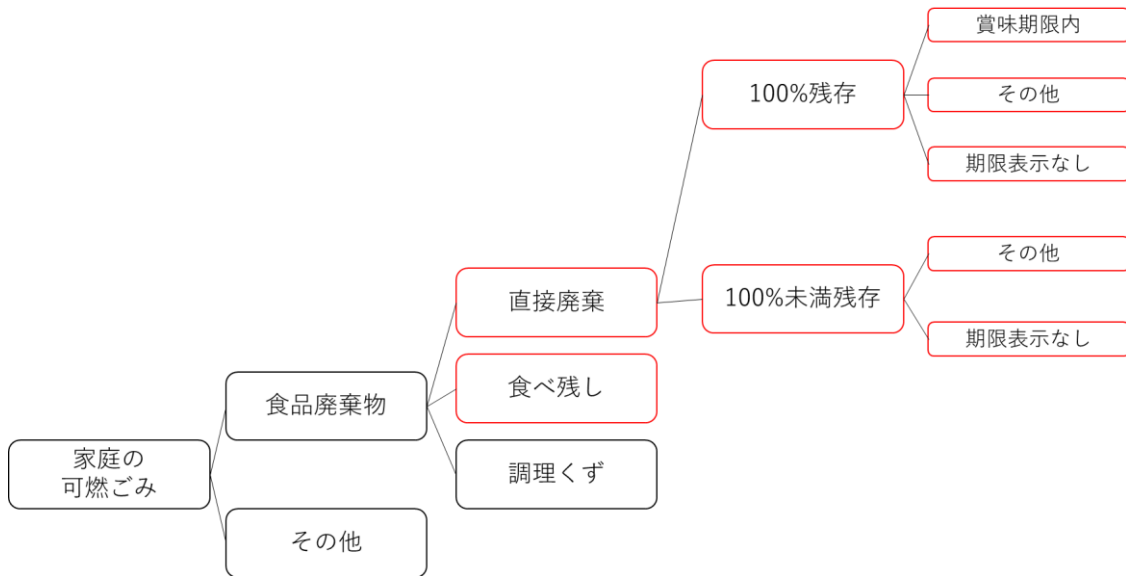 賞味期限内
100%残存
その他
期限表示なし
その他
直接廃棄
100%未満残存
期限表示なし
食べ残し
食品廃棄物
家庭の
可燃ごみ
調理くず
その他